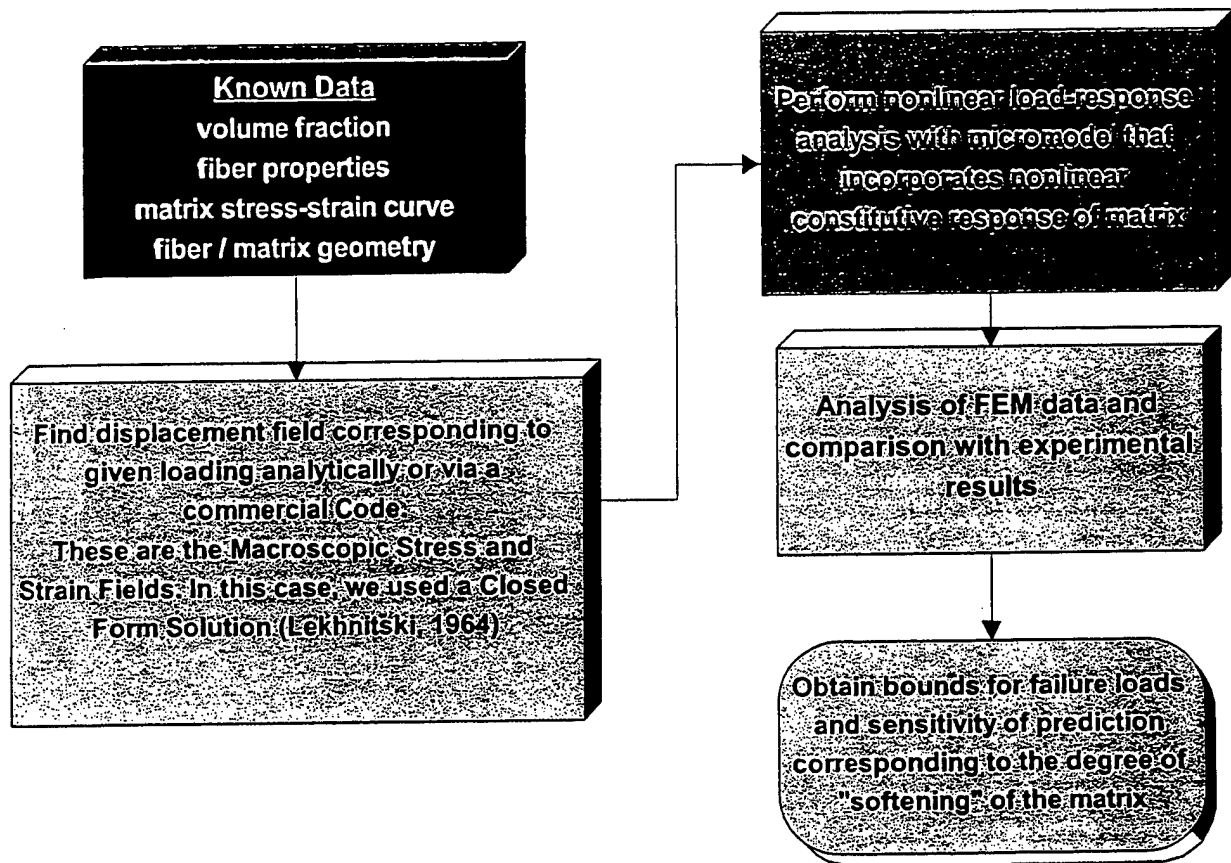 Known Data
volume fraction
fiber properties
matrix stress-strain curve
fiber / matrix geometry
Find displacement field corresponding to
given loading analytically or via a
commercial Code.
These are the Macroscopic Stress and
Strain Fields. In this case, we used a Closed
Form Solution (Lekhnitski, 1964)
Perform nonlinear load-response
analysis with micromodel that
incorporates nonlinear
constitutive response of matrix
Analysis of FEM data and
comparison with experimental
results
Obtain bounds for failure loads
and sensitivity of prediction
corresponding to the degree of
"softening" of the matrix